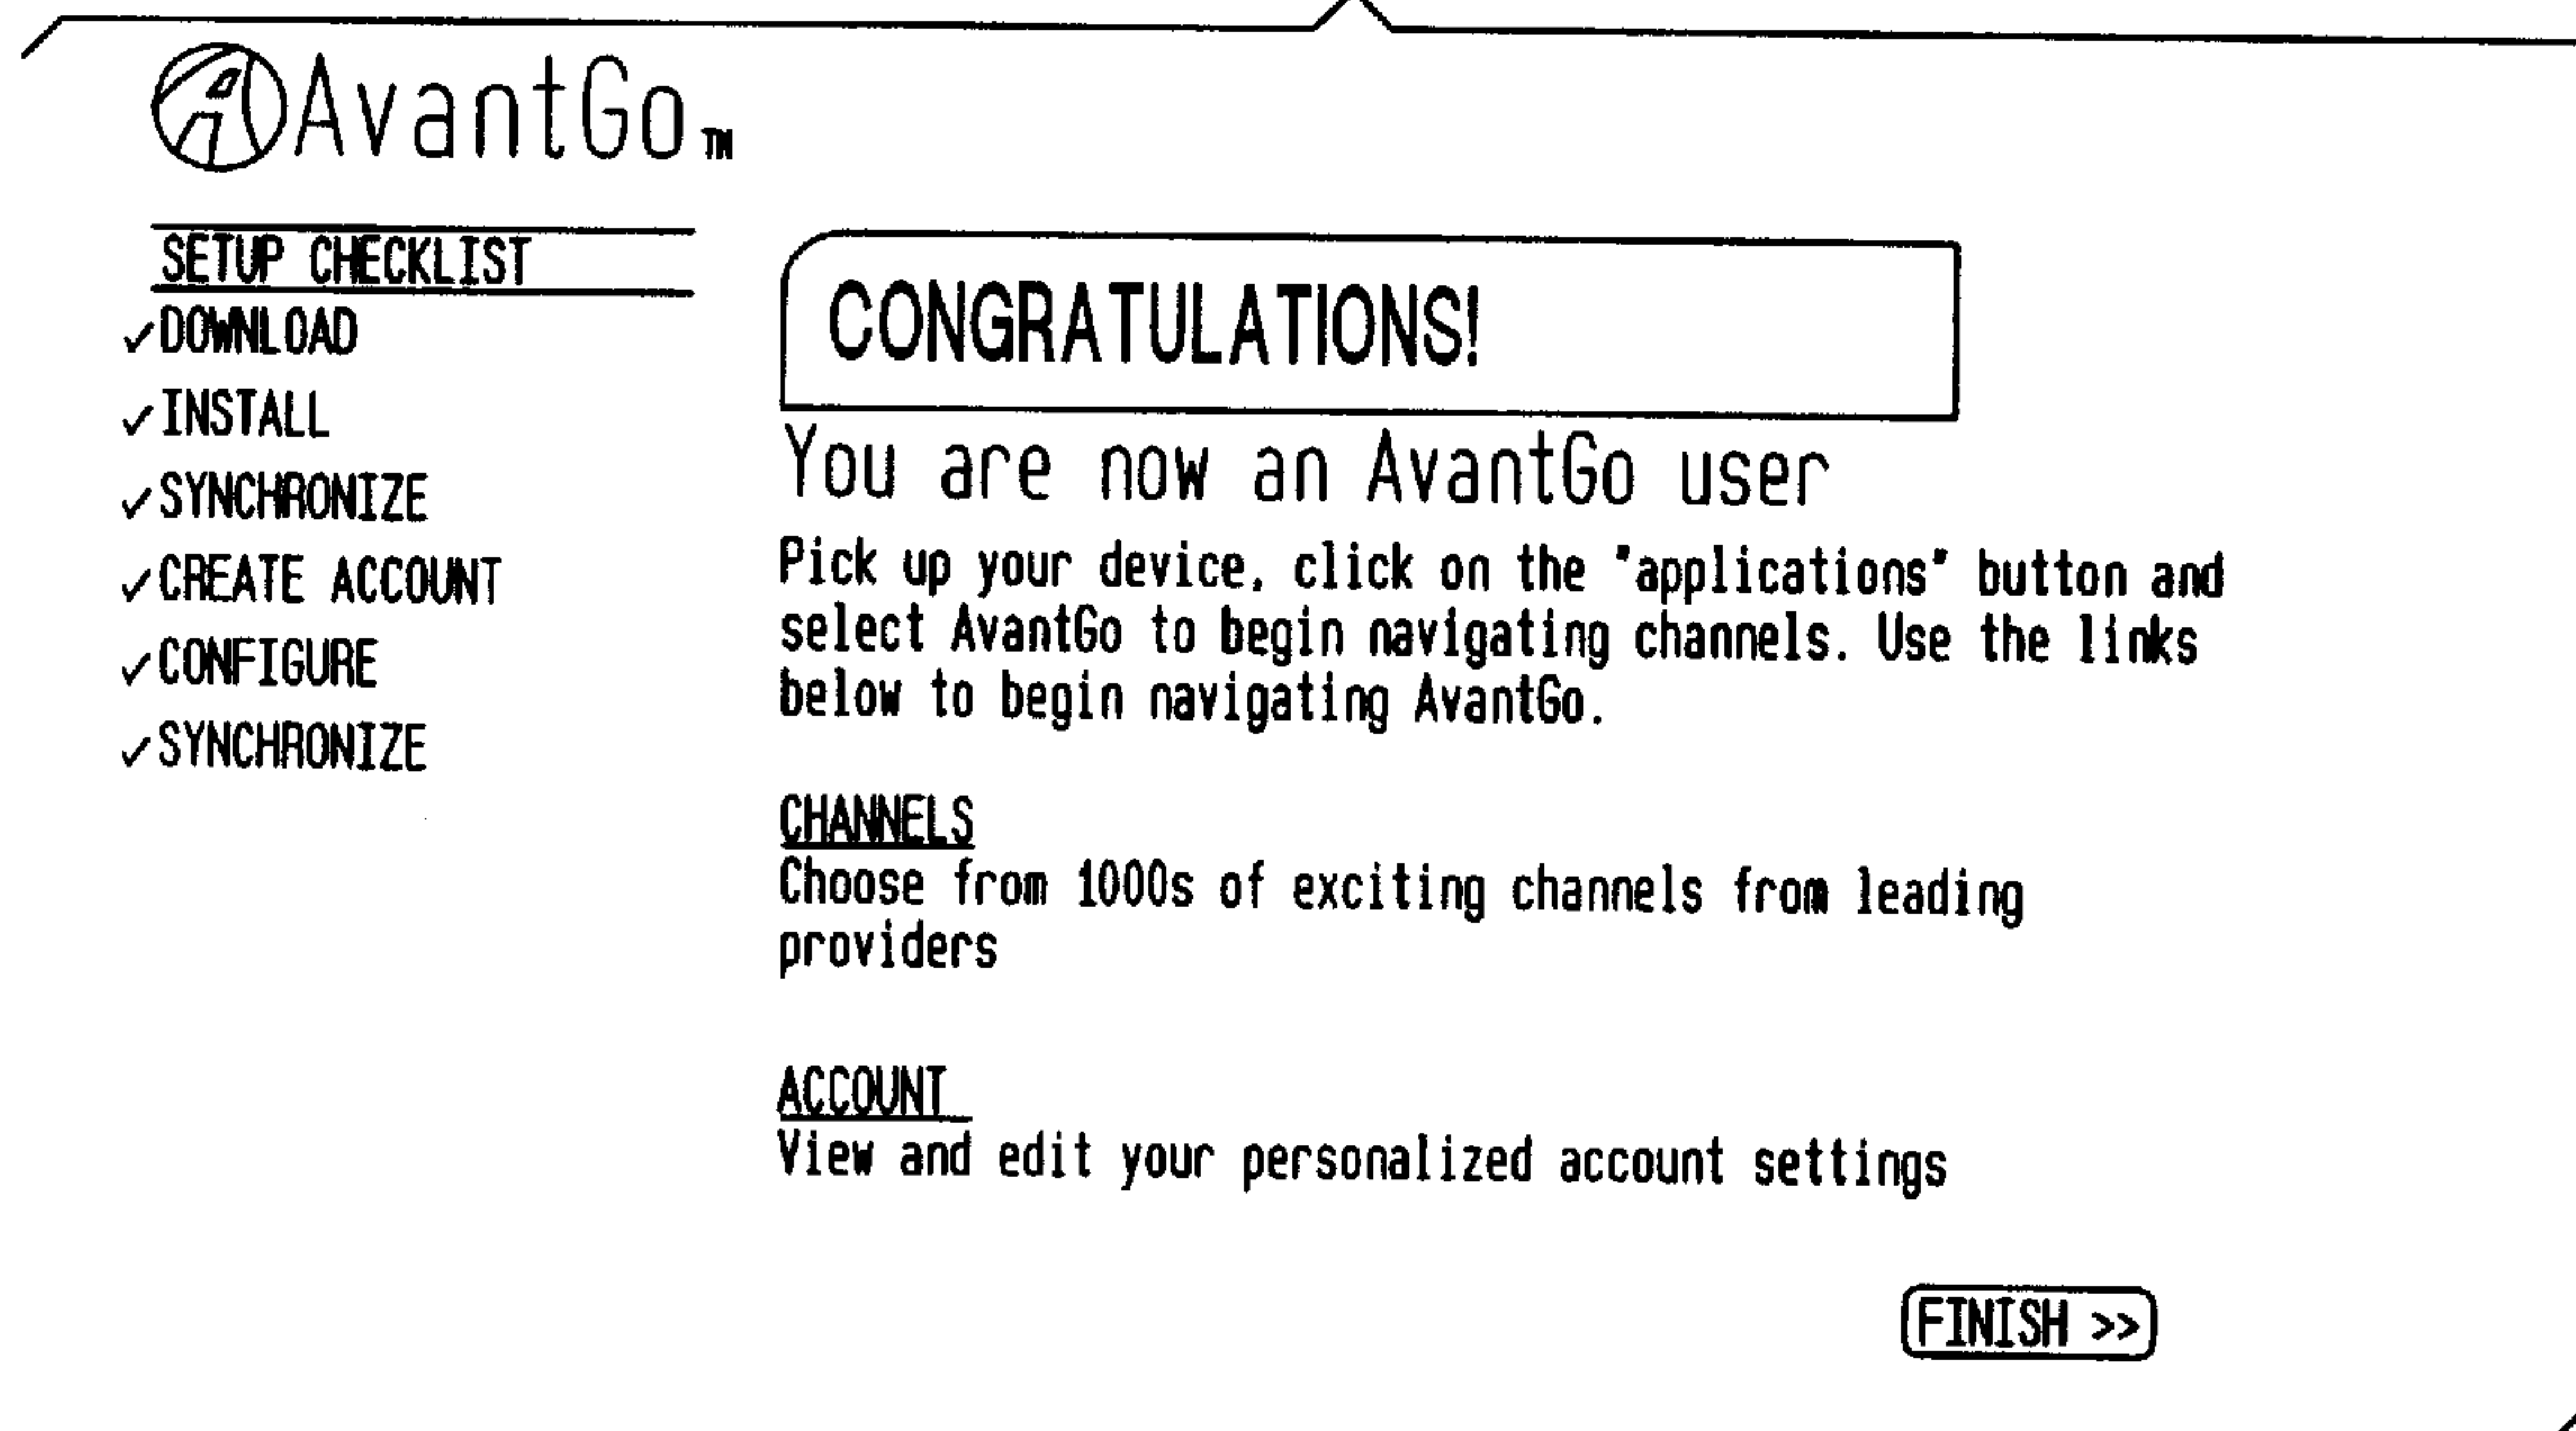 AvantGo™
SETUP CHECKLIST
✓DOWNLOAD
✓INSTALL
✓SYNCHRONIZE
✓CREATE ACCOUNT
✓CONFIGURE
✓SYNCHRONIZE
CONGRATULATIONS!
You are now an AvantGo user
Pick up your device, click on the "applications" button and
select AvantGo to begin navigating channels. Use the links
below to begin navigating AvantGo.
CHANNELS
Choose from 1000s of exciting channels from leading
providers
ACCOUNT
View and edit your personalized account settings
FINISH >>